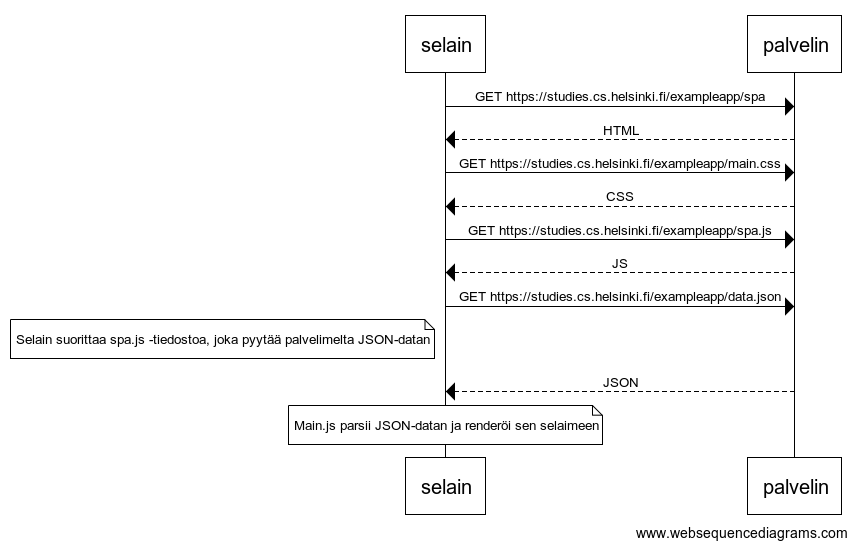 selain
palvelin
GET https://studies.cs.helsinki.fi/exampleapp/spa
HTML
GET https://studies.cs.helsinki.fi/exampleapp/main.css
CSS
GET https://studies.cs.helsinki.fi/exampleapp/spa.js
JS
GET https://studies.cs.helsinki.fi/exampleapp/data.json
Selain suorittaa spa.js -tiedostoa, joka pyytää palvelimelta JSON-datan
JSON
Main.js parsii JSON-datan ja renderöi sen selaimeen
selain
palvelin
www.websequencediagrams.com